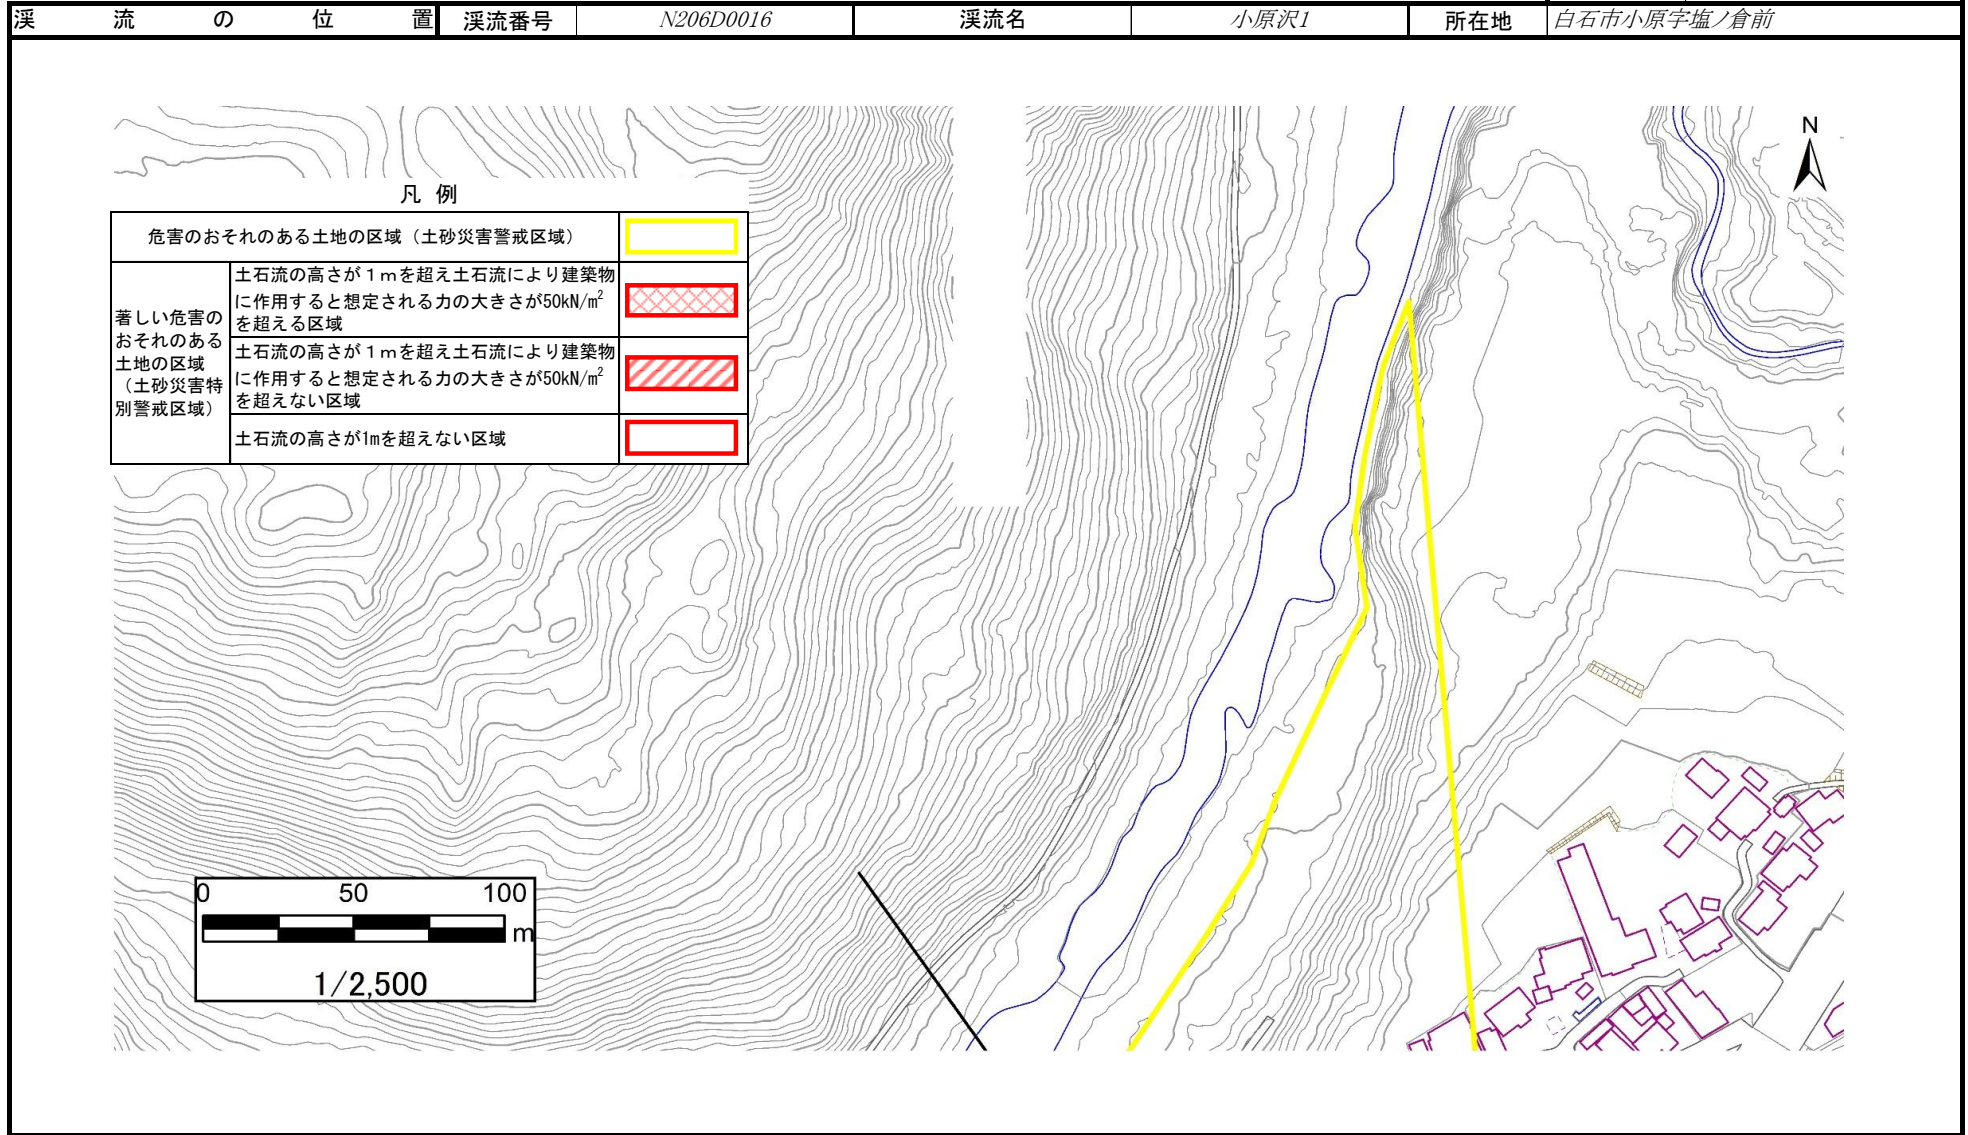 渓流の位置 渓流番号 N206D0016 渓流名 小原沢1 所在地 白石市小原字塩ノ倉前
N
凡 例
危害のおそれのある土地の区域（土砂災害警戒区域）
著しい危害の
おそれのある
土地の区域
（土砂災害特
別警戒区域）
土石流の高さが１ｍを超え土石流により建築物
に作用すると想定される力の大きさが50kN/㎡
を超える区域
土石流の高さが１ｍを超え土石流により建築物
に作用すると想定される力の大きさが50kN/㎡
を超えない区域
土石流の高さが1mを超えない区域
0 50 100
m
1/2,500